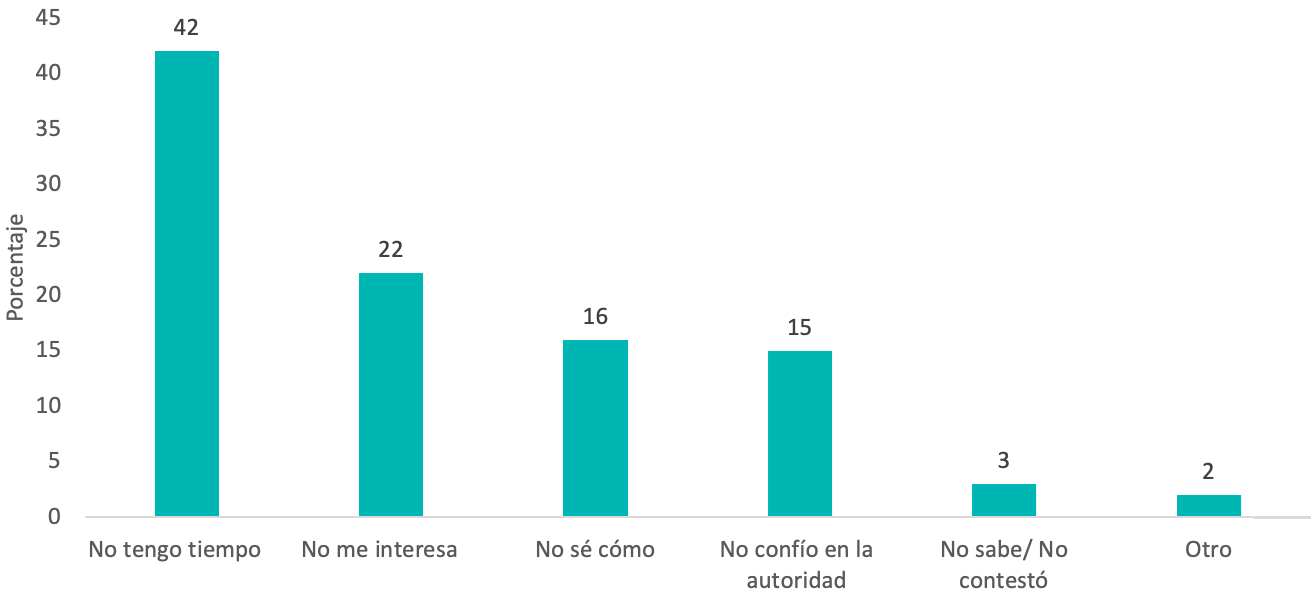 45
42
40
35
30
25
22
20
16
15
15
10
5
3
2
0
Porcentaje
No tengo tiempo
No me interesa
No sé cómo
No confío en la
autoridad
No sabe/ No
contestó
Otro